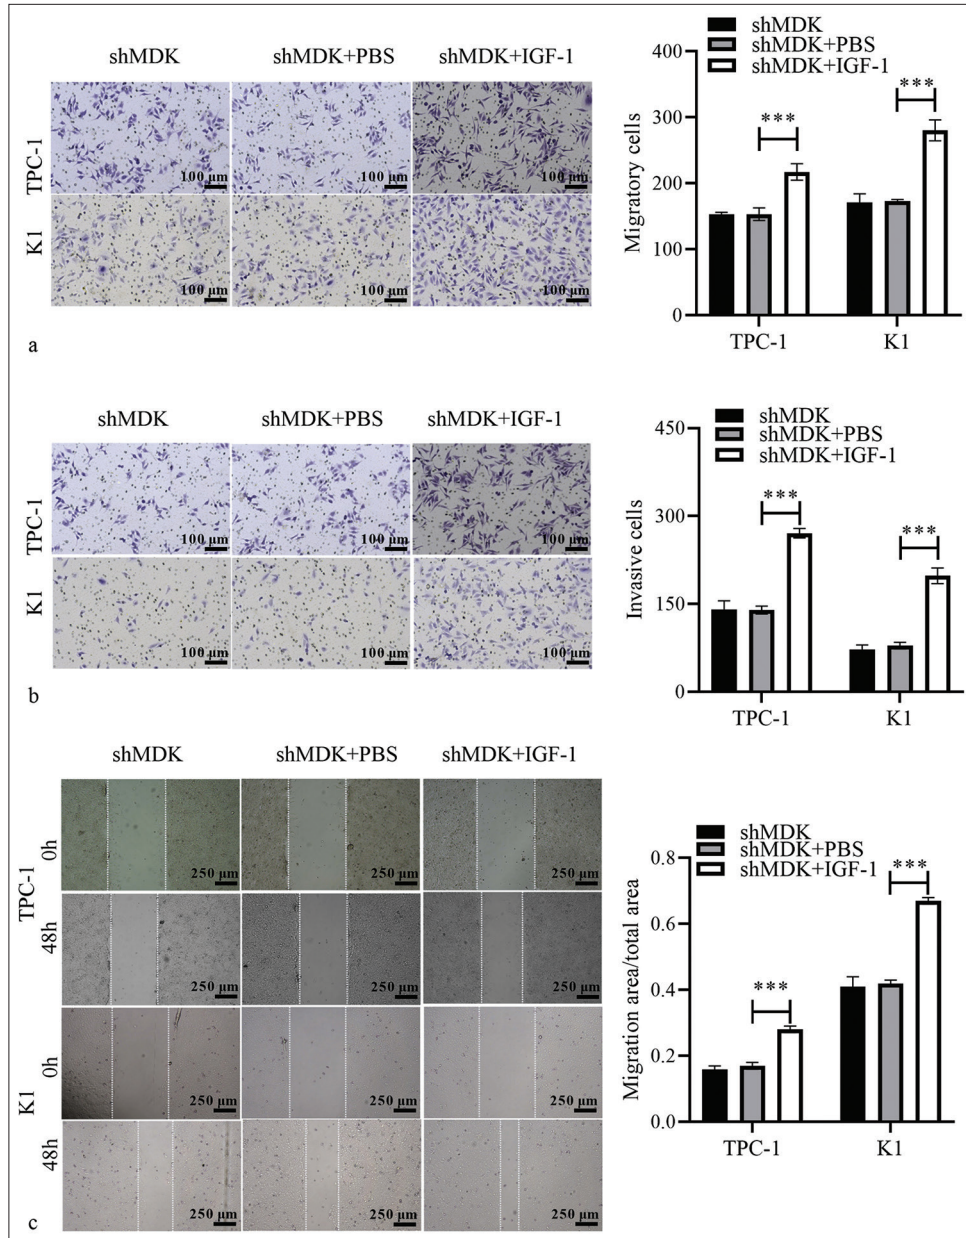 shMDK shMDK+PBS shMDK+IGF-1
TPC-1
100 μm 100 μm 100 μm
K1
100 μm 100 μm 100 μm
a
shMDK
shMDK+PBS
shMDK+IGF-1
Migratory cells
400
300
200
100
0
*** ***
TPC-1 K1
shMDK shMDK+PBS shMDK+IGF-1
TPC-1
100 μm 100 μm 100 μm
K1
100 μm 100 μm 100 μm
b
shMDK
shMDK+PBS
shMDK+IGF-1
Invasive cells
450
300
150
0
*** ***
TPC-1 K1
shMDK shMDK+PBS shMDK+IGF-1
TPC-1
0h
250 μm 250 μm 250 μm
48h
250 μm 250 μm 250 μm
K1
0h
250 μm 250 μm 250 μm
48h
250 μm 250 μm 250 μm
c
shMDK
shMDK+PBS
shMDK+IGF-1
Migration area/total area
0.8
0.6
0.4
0.2
0.0
*** ***
TPC-1 K1